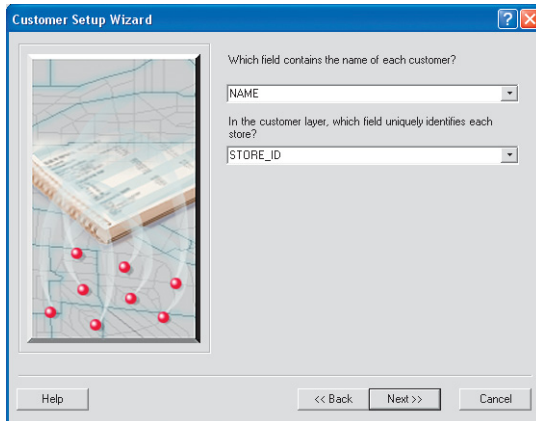 Customer Setup Wizard
Which field contains the name of each customer?
NAME
In the customer layer, which field uniquely identifies each
store?
STORE_ID
Help
<< Back
Next >>
Cancel